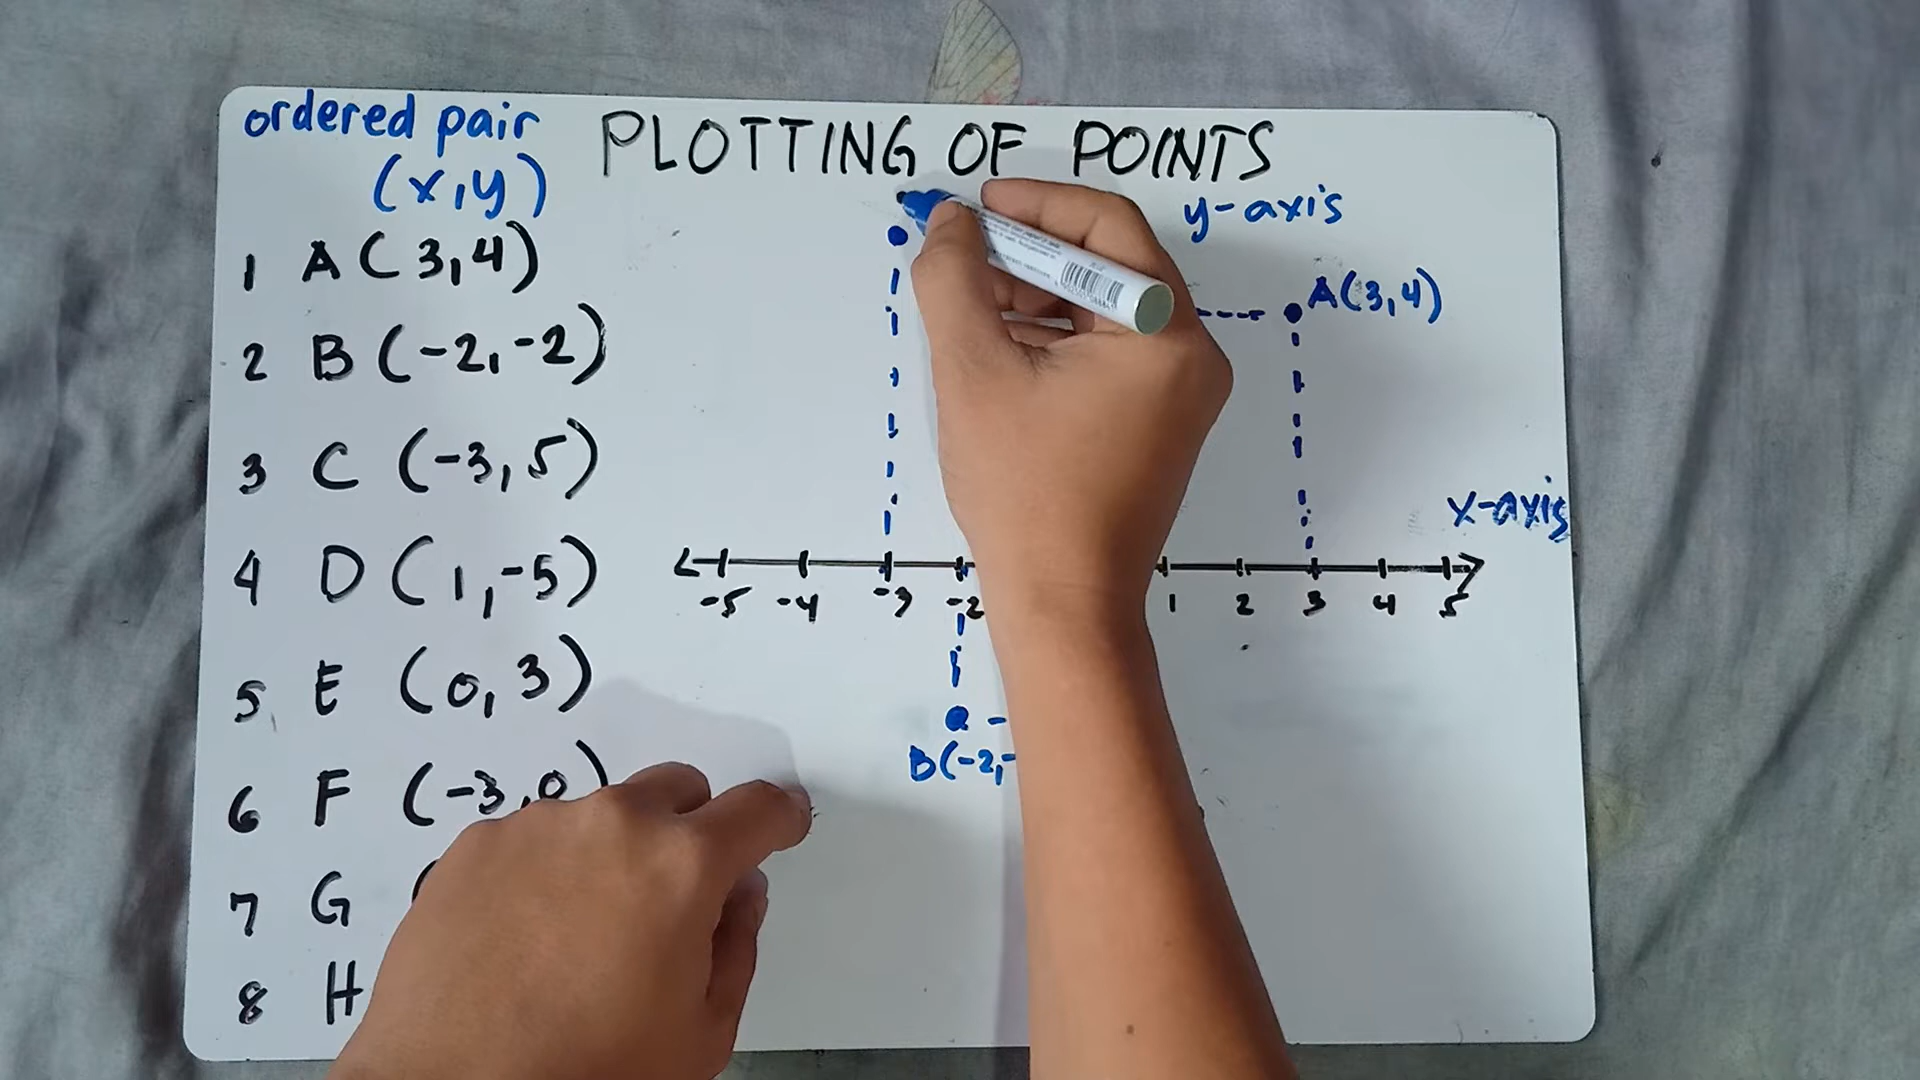 ordered pair
(x,y)
PLOTTING OF POINTS
y-axis
1 A (3,4)
2 B (-2,-2)
3 C (-3,5)
4 D (1,-5)
5 E (0,3)
6 F (-3,0)
7 G (
8 H
A(3,4)
x-axis
-5 -4 -3 -2 1 2 3 4 5
B(-2,-